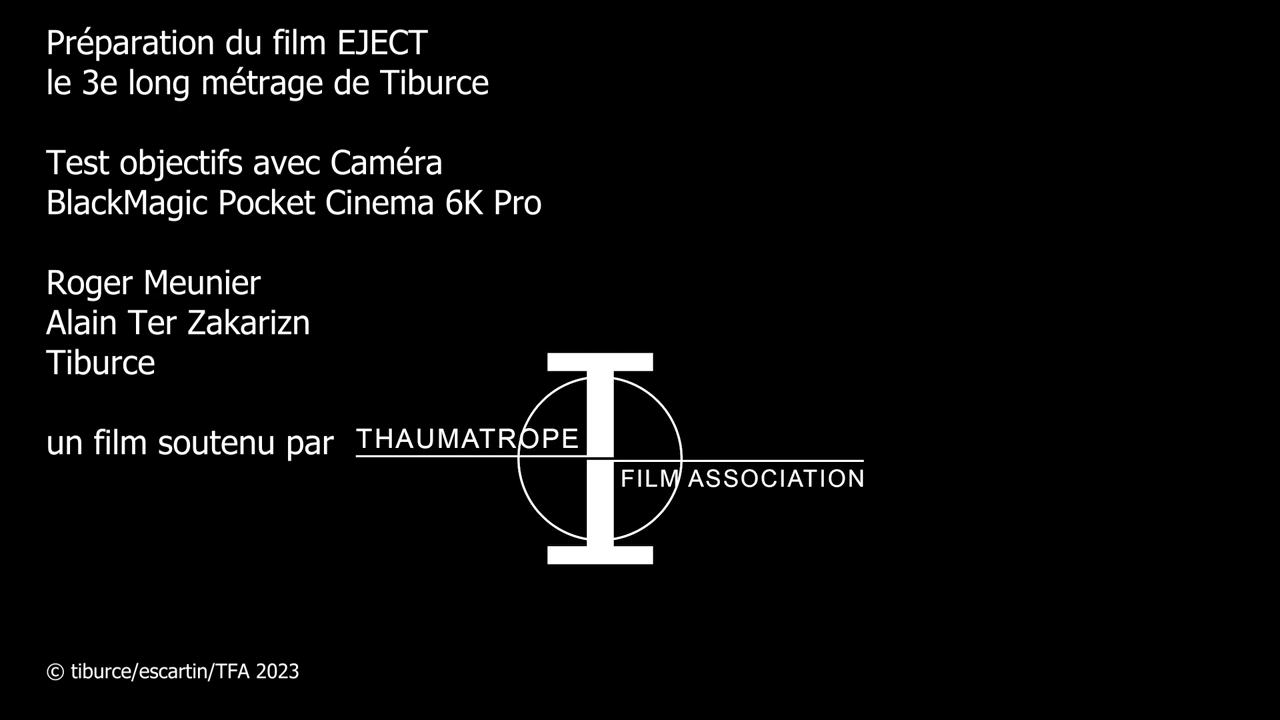 Préparation du film EJECT
le 3e long métrage de Tiburce
Test objectifs avec Caméra
BlackMagic Pocket Cinema 6K Pro
Roger Meunier
Alain Ter Zakarizn
Tiburce
un film soutenu par
THAUMATROPE
FILM ASSOCIATION
© tiburce/escartin/TFA 2023